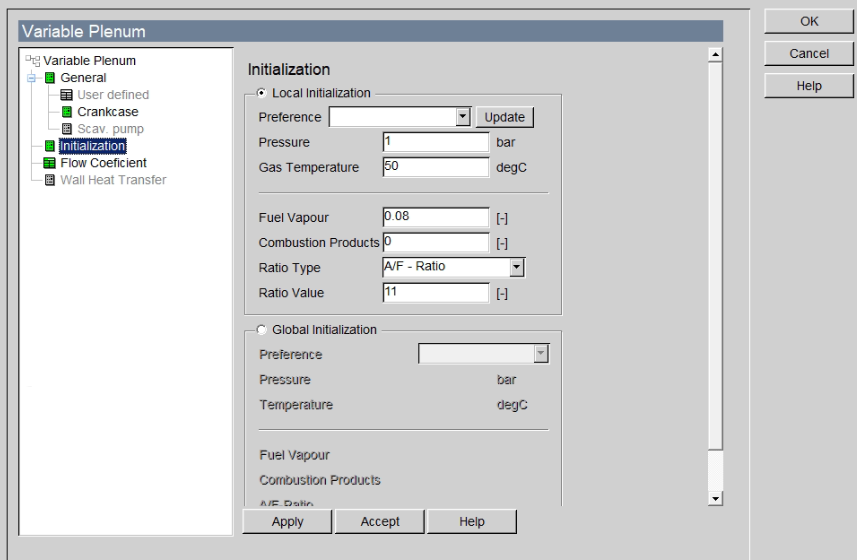 Variable Plenum
OK
Cancel
Help
Variable Plenum
General
User defined
Crankcase
Scav. pump
Initialization
Flow Coeficient
Wall Heat Transfer
Initialization
Local Initialization
Preference Update
Pressure 1 bar
Gas Temperature 50 degC
Fuel Vapour 0.08 [-]
Combustion Products 0 [-]
Ratio Type A/F - Ratio
Ratio Value 11 [-]
Global Initialization
Preference
Pressure bar
Temperature degC
Fuel Vapour
Combustion Products
A/F-Ratio
Apply Accept Help